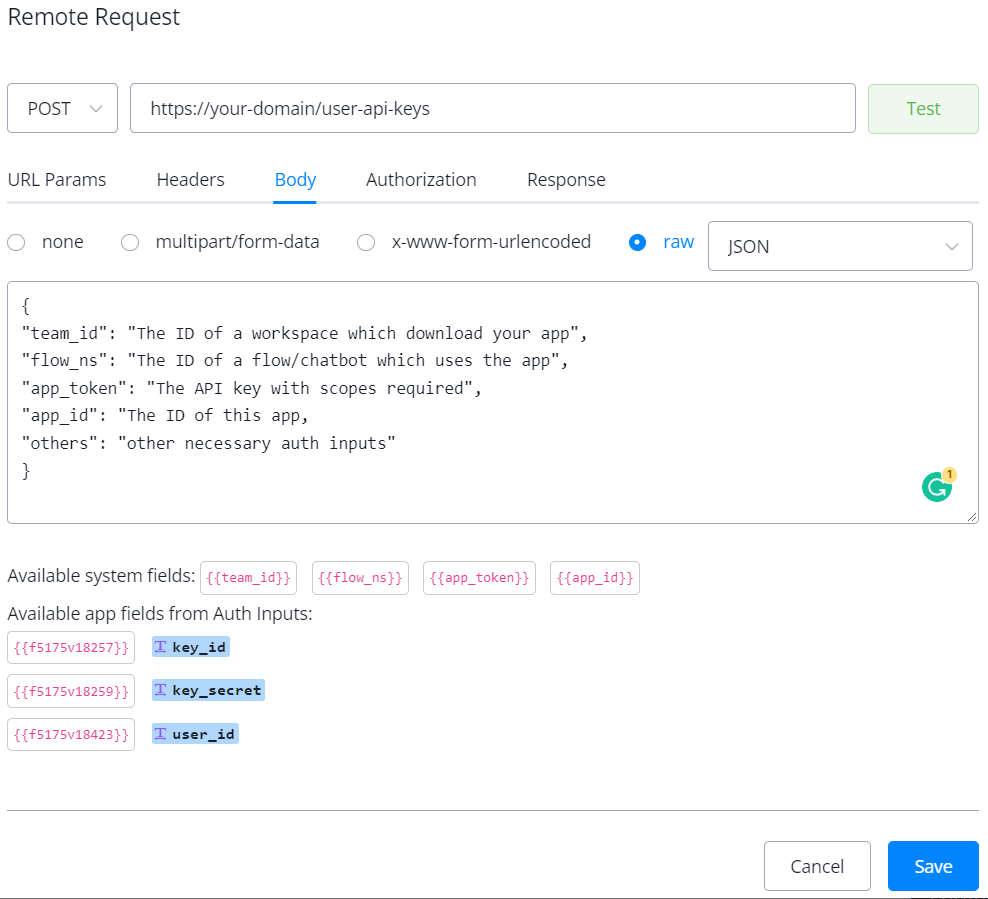 Remote Request
POST https://your-domain/user-api-keys Test
URL Params Headers Body Authorization Response
none multipart/form-data x-www-form-urlencoded raw JSON
{
"team_id": "The ID of a workspace which download your app",
"flow_ns": "The ID of a flow/chatbot which uses the app",
"app_token": "The API key with scopes required",
"app_id": "The ID of this app,
"others": "other necessary auth inputs"
}
1
Available system fields: {{team_id}} {{flow_ns}} {{app_token}} {{app_id}}
Available app fields from Auth Inputs:
{{f5175v18257}} key_id
{{f5175v18259}} key_secret
{{f5175v18423}} user_id
Cancel Save